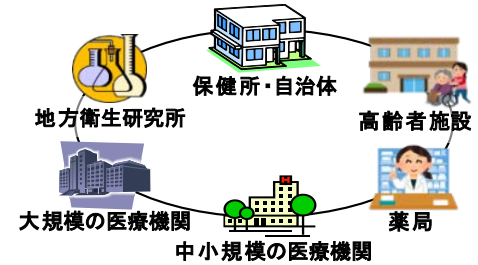 保健所・自治体
地方衛生研究所
高齢者施設
大規模の医療機関
薬局
中小規模の医療機関
H